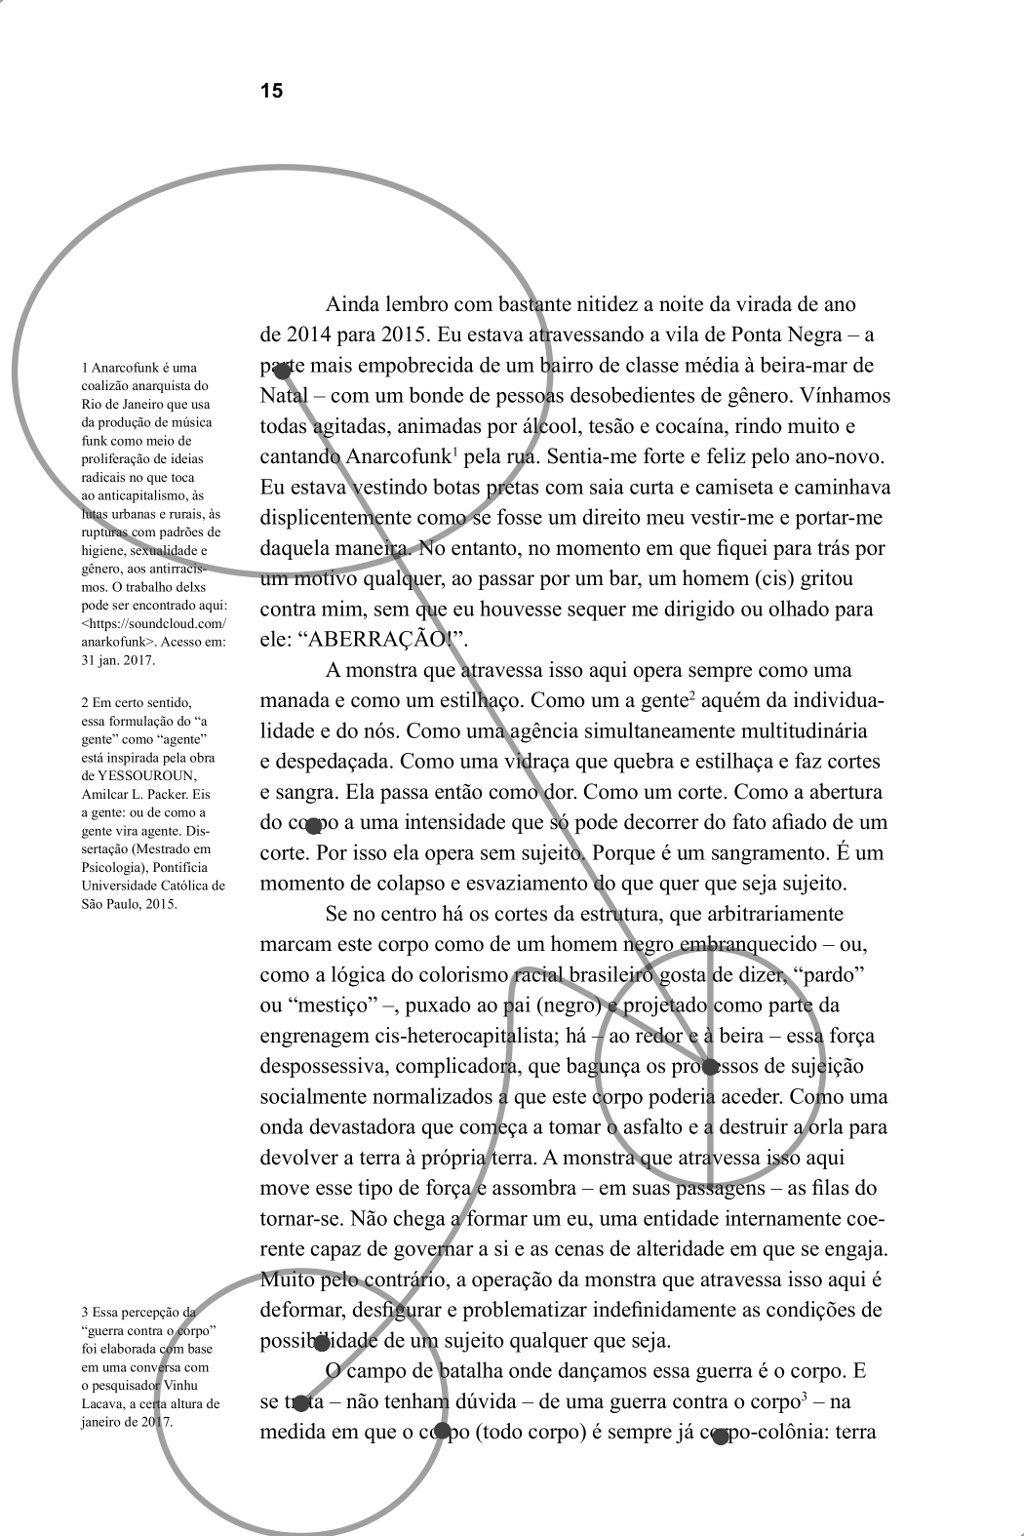 15
Ainda lembro com bastante nitidez a noite da virada de ano
de 2014 para 2015. Eu estava atravessando a vila de Ponta Negra – a
parte mais empobrecida de um bairro de classe média à beira-mar de
Natal – com um bonde de pessoas desobedientes de gênero. Vínhamos
todas agitadas, animadas por álcool, tesão e cocaína, rindo muito e
cantando Anarcofunk¹ pela rua. Sentia-me forte e feliz pelo ano-novo.
Eu estava vestindo botas pretas com saia curta e camiseta e caminhava
displicentemente como se fosse um direito meu vestir-me e portar-me
daquela maneira. No entanto, no momento em que fiquei para trás por
um motivo qualquer, ao passar por um bar, um homem (cis) gritou
contra mim, sem que eu houvesse sequer me dirigido ou olhado para
ele: “ABERRAÇÃO!”.
A monstra que atravessa isso aqui opera sempre como uma
manada e como um estilhaço. Como um a gente² aquém da individua-
lidade e do nós. Como uma agência simultaneamente multitudinária
e despedaçada. Como uma vidraça que quebra e estilhaça e faz cortes
e sangra. Ela passa então como dor. Como um corte. Como a abertura
do corpo a uma intensidade que só pode decorrer do fato afiado de um
corte. Por isso ela opera sem sujeito. Porque é um sangramento. É um
momento de colapso e esvaziamento do que quer que seja sujeito.
Se no centro há os cortes da estrutura, que arbitrariamente
marcam este corpo como de um homem negro embranquecido – ou,
como a lógica do colorismo racial brasileiro gosta de dizer, “pardo”
ou “mestiço” –, puxado ao pai (negro) e projetado como parte da
engrenagem cis-heterocapitalista; há – ao redor e à beira – essa força
despossessiva, complicadora, que bagunça os processos de sujeição
socialmente normalizados a que este corpo poderia aceder. Como uma
onda devastadora que começa a tomar o asfalto e a destruir a orla para
devolver a terra à própria terra. A monstra que atravessa isso aqui
move esse tipo de força e assombra – em suas passagens – as filas do
tornar-se. Não chega a formar um eu, uma entidade internamente coe-
rente capaz de governar a si e as cenas de alteridade em que se engaja.
Muito pelo contrário, a operação da monstra que atravessa isso aqui é
deformar, desfigurar e problematizar indefinidamente as condições de
possibilidade de um sujeito qualquer que seja.
O campo de batalha onde dançamos essa guerra é o corpo. E
se trata – não tenham dúvida – de uma guerra contra o corpo³ – na
medida em que o corpo (todo corpo) é sempre já corpo-colônia: terra
1 Anarcofunk é uma
coalizão anarquista do
Rio de Janeiro que usa
da produção de música
funk como meio de
proliferação de ideias
radicais no que toca
ao anticapitalismo, às
lutas urbanas e rurais, às
rupturas com padrões de
higiene, sexualidade e
gênero, aos antirracis-
mos. O trabalho delxs
pode ser encontrado aqui:
<https://soundcloud.com/
anarkofunk>. Acesso em:
31 jan. 2017.
2 Em certo sentido,
essa formulação do “a
gente” como “agente”
está inspirada pela obra
de YESSOUROUN,
Amilcar L. Packer. Eis
a gente: ou de como a
gente vira agente. Dis-
sertação (Mestrado em
Psicologia), Pontifícia
Universidade Católica de
São Paulo, 2015.
3 Essa percepção da
“guerra contra o corpo”
foi elaborada com base
em uma conversa com
o pesquisador Vinhu
Lacava, a certa altura de
janeiro de 2017.